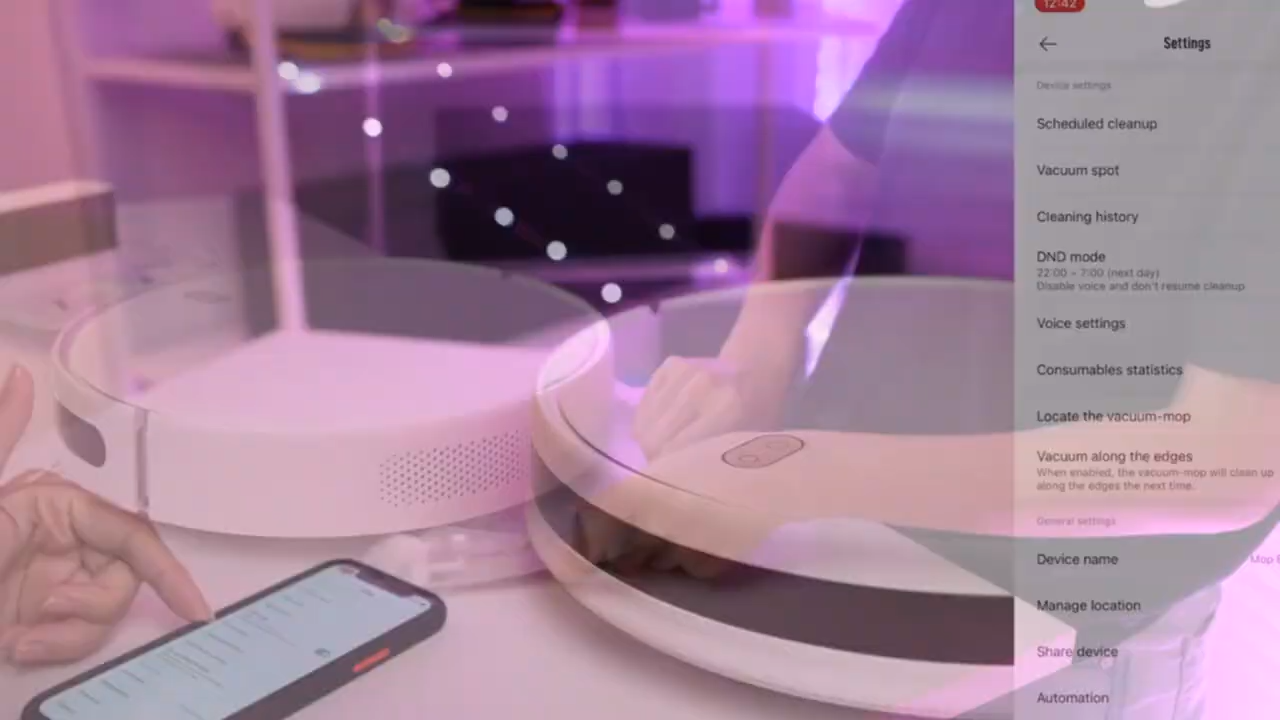 12:42
Settings
Device settings
Scheduled cleanup
Vacuum spot
Cleaning history
DND mode
22:00 – 7:00 (next day)
Disable voice and don't resume cleanup
Voice settings
Consumables statistics
Locate the vacuum-mop
Vacuum along the edges
When enabled, the vacuum-mop will clean up
along the edges the next time.
General settings
Device name
Mop
Manage location
Share device
Automation